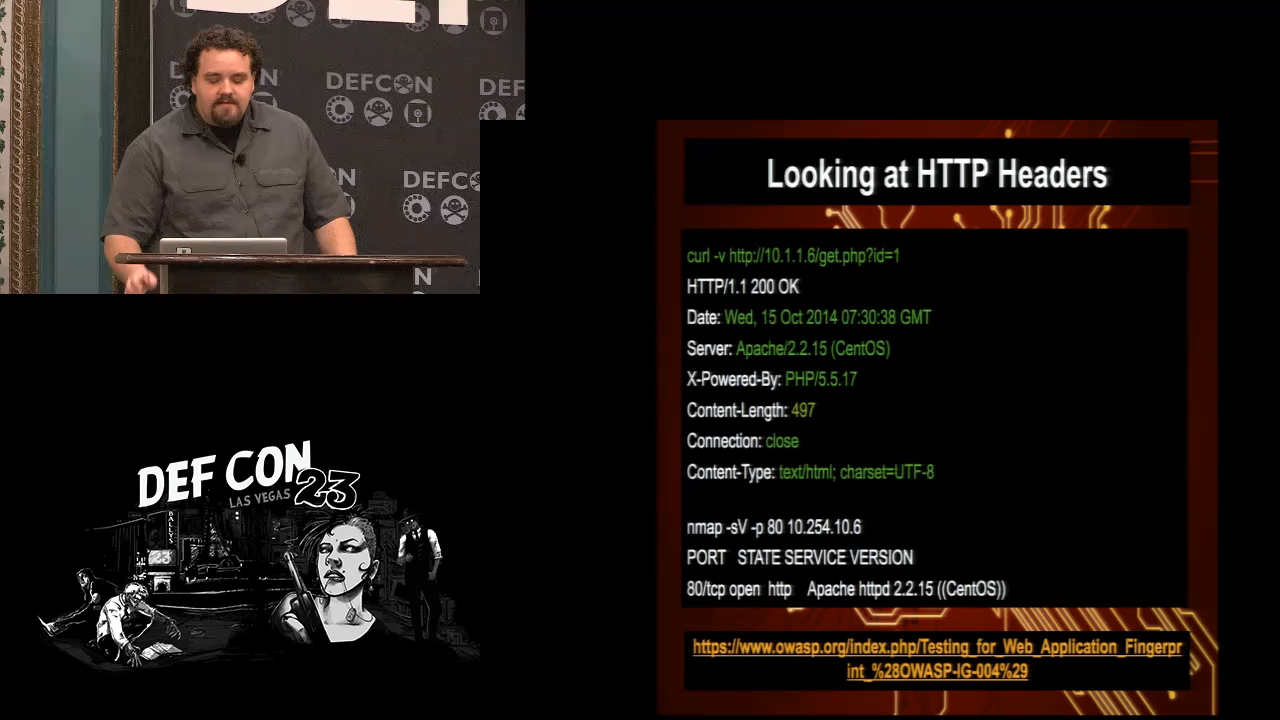 DEFCON
DEFCON
DEFC
Looking at HTTP Headers
curl -v http://10.1.1.6/get.php?id=1
HTTP/1.1 200 OK
Date: Wed, 15 Oct 2014 07:30:38 GMT
Server: Apache/2.2.15 (CentOS)
X-Powered-By: PHP/5.5.17
Content-Length: 497
Connection: close
Content-Type: text/html; charset=UTF-8
nmap -sV -p 80 10.254.10.6
PORT STATE SERVICE VERSION
80/tcp open http Apache httpd 2.2.15 ((CentOS))
https://www.owasp.org/index.php/Testing_for_Web_Application_Fingerpr
int_%28OWASP-IG-004%29
DEF CON
LAS VEGAS 23
BALLYS
23